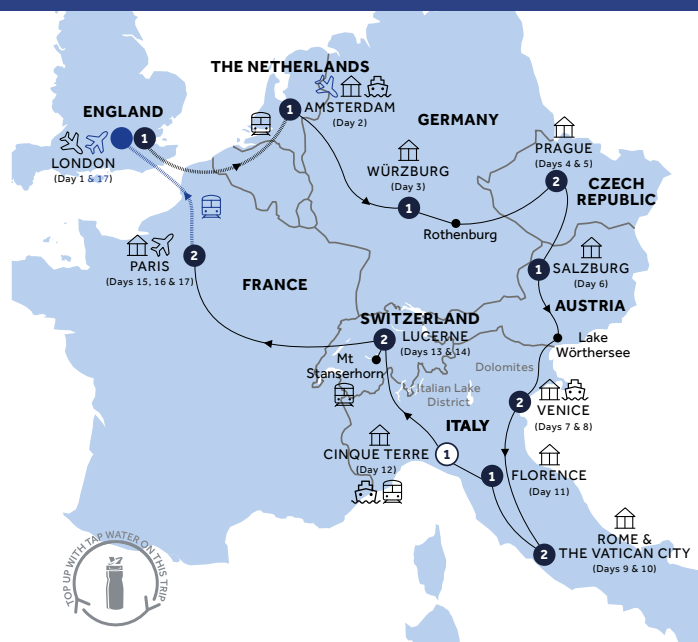 THE NETHERLANDS
1
AMSTERDAM
(Day 2)
ENGLAND
1
LONDON
(Day 1 & 17)
GERMANY
WÜRZBURG
(Day 3)
1
Rothenburg
PRAGUE
(Days 4 & 5)
2
CZECH
REPUBLIC
1
SALZBURG
(Day 6)
AUSTRIA
Lake
Wörthersee
PARIS
(Days 15, 16 & 17)
2
FRANCE
SWITZERLAND
2
LUCERNE
(Days 13 & 14)
Mt
Stanserhorn
Dolomites
Italian Lake
District
2
VENICE
(Days 7 & 8)
ITALY
CINQUE TERRE
(Day 12)
1
1
FLORENCE
(Day 11)
2
ROME &
THE VATICAN CITY
(Days 9 & 10)
TOP UP WITH TAP WATER ON THIS TRIP